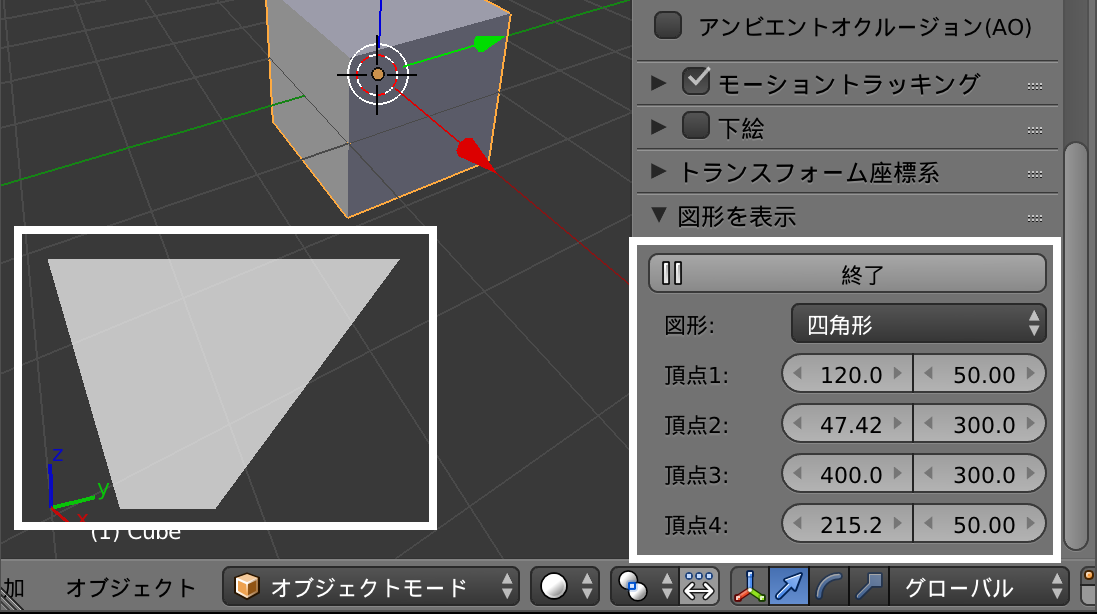 アンビエントオクルージョン(AO)
モーショントラッキング
下絵
トランスフォーム座標系
図形を表示
終了
図形: 四角形
頂点1: 120.0 50.00
頂点2: 47.42 300.0
頂点3: 400.0 300.0
頂点4: 215.2 50.00
z
y
x
(1) Cube
加 オブジェクト オブジェクトモード グローバル